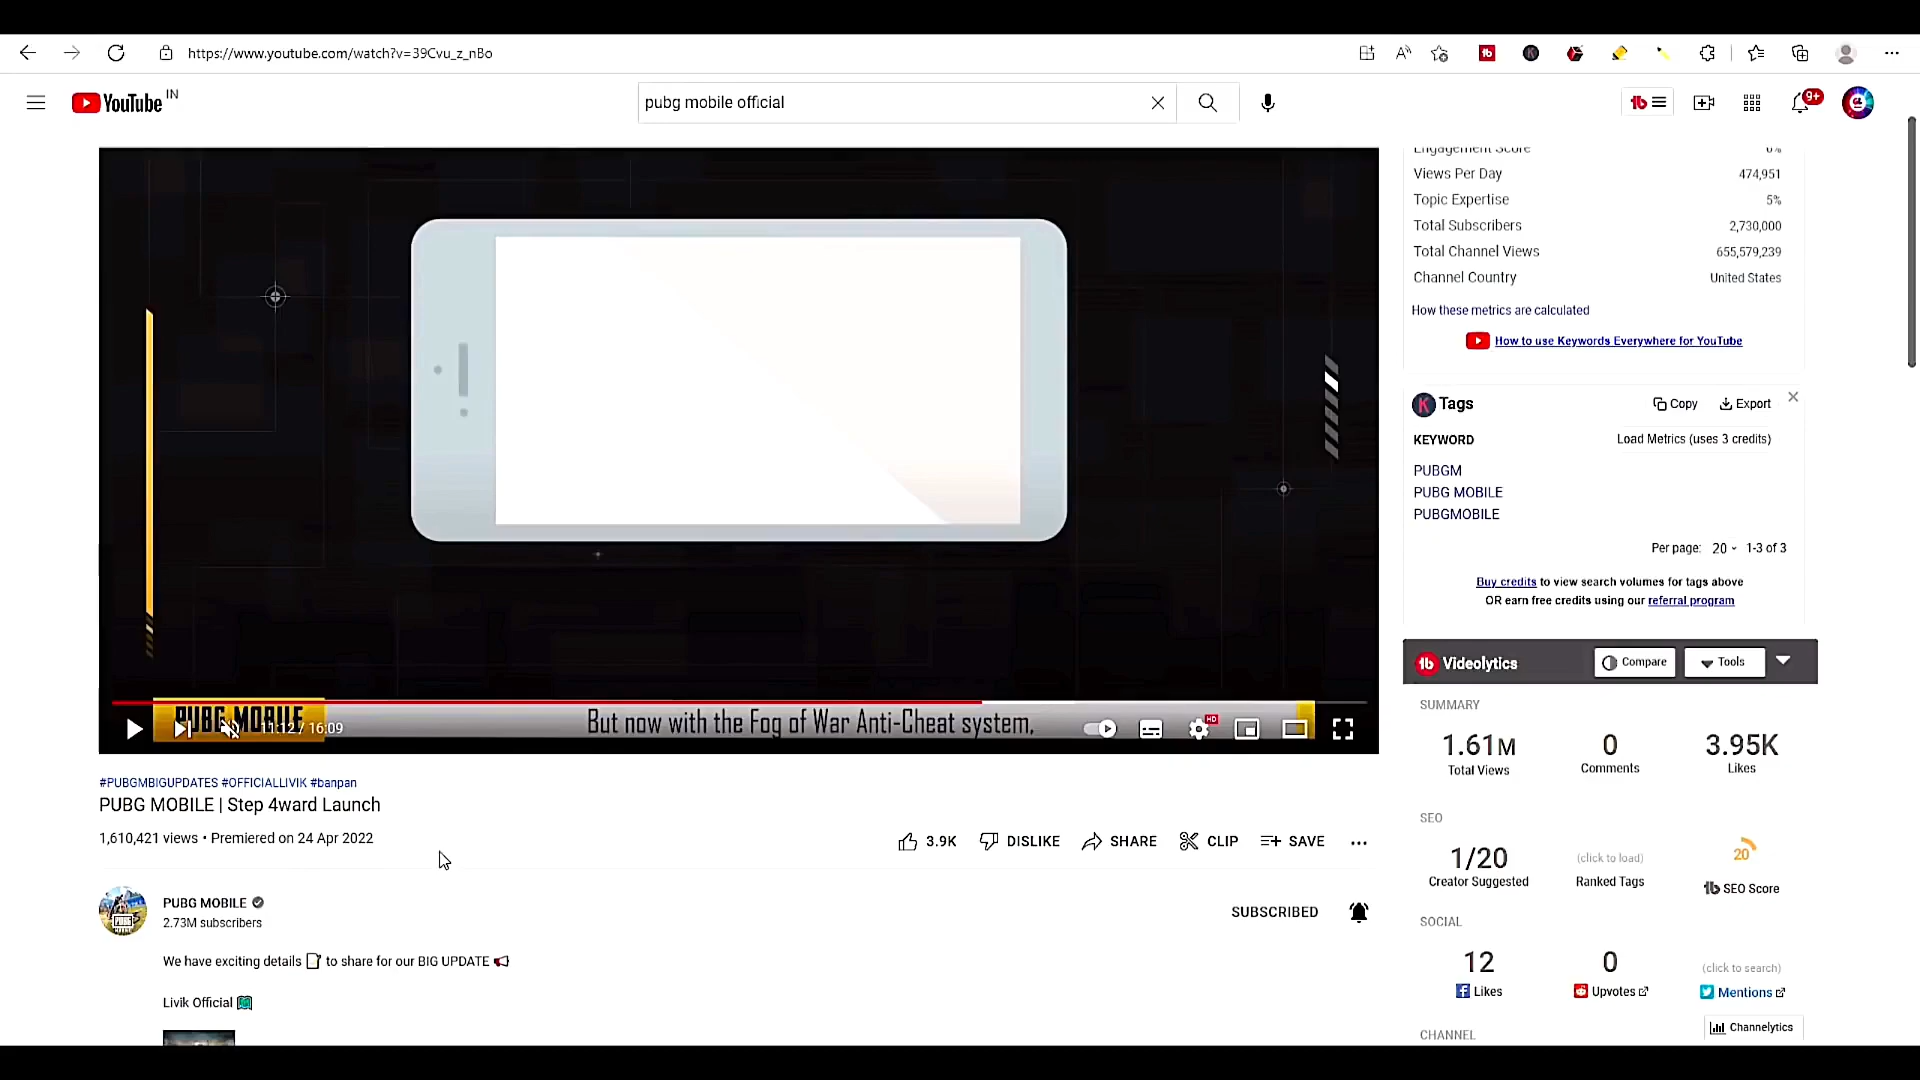 https://www.youtube.com/watch?v=39Cvu_z_nBo
YouTube IN
pubg mobile official
9+
Engagement Score 6%
Views Per Day 474,951
Topic Expertise 5%
Total Subscribers 2,730,000
Total Channel Views 655,579,239
Channel Country United States
How these metrics are calculated
How to use Keywords Everywhere for YouTube
Tags Copy Export
KEYWORD Load Metrics (uses 3 credits)
PUBGM
PUBG MOBILE
PUBGMOBILE
Per page: 20 1-3 of 3
Buy credits to view search volumes for tags above
OR earn free credits using our referral program
PUBG MOBILE
11:12 / 16:09
But now with the Fog of War Anti-Cheat system,
HD
#PUBGMBIGUPDATES #OFFICIALLIVIK #banpan
PUBG MOBILE | Step 4ward Launch
1,610,421 views • Premiered on 24 Apr 2022
3.9K DISLIKE SHARE CLIP SAVE
PUBG MOBILE
2.73M subscribers
SUBSCRIBED
We have exciting details to share for our BIG UPDATE
Livik Official
Videolytics Compare Tools
SUMMARY
1.61M 0 3.95K
Total Views Comments Likes
SEO
1/20 (click to load) 20
Creator Suggested Ranked Tags SEO Score
SOCIAL
12 0 (click to search)
Likes Upvotes Mentions
CHANNEL Channelytics